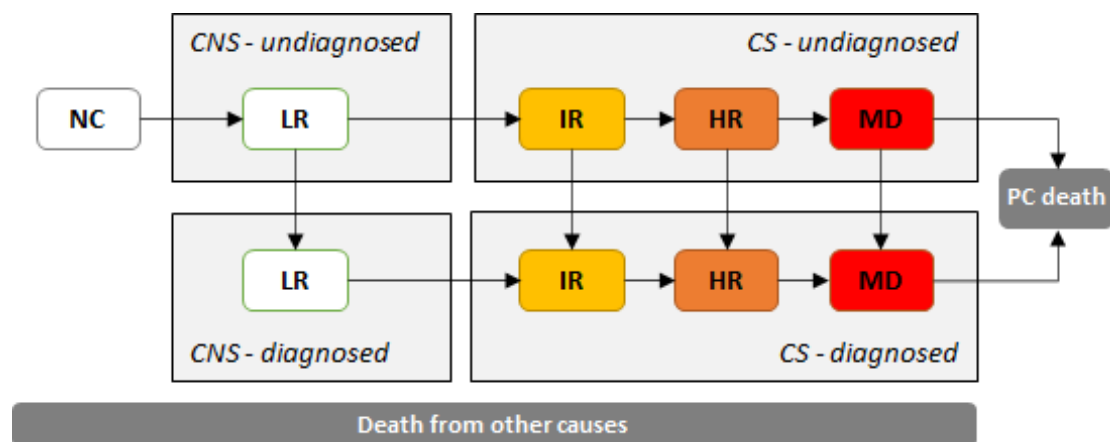 CNS - undiagnosed
CS - undiagnosed
NC
LR
IR
HR
MD
PC death
LR
IR
HR
MD
CNS - diagnosed
CS - diagnosed
Death from other causes